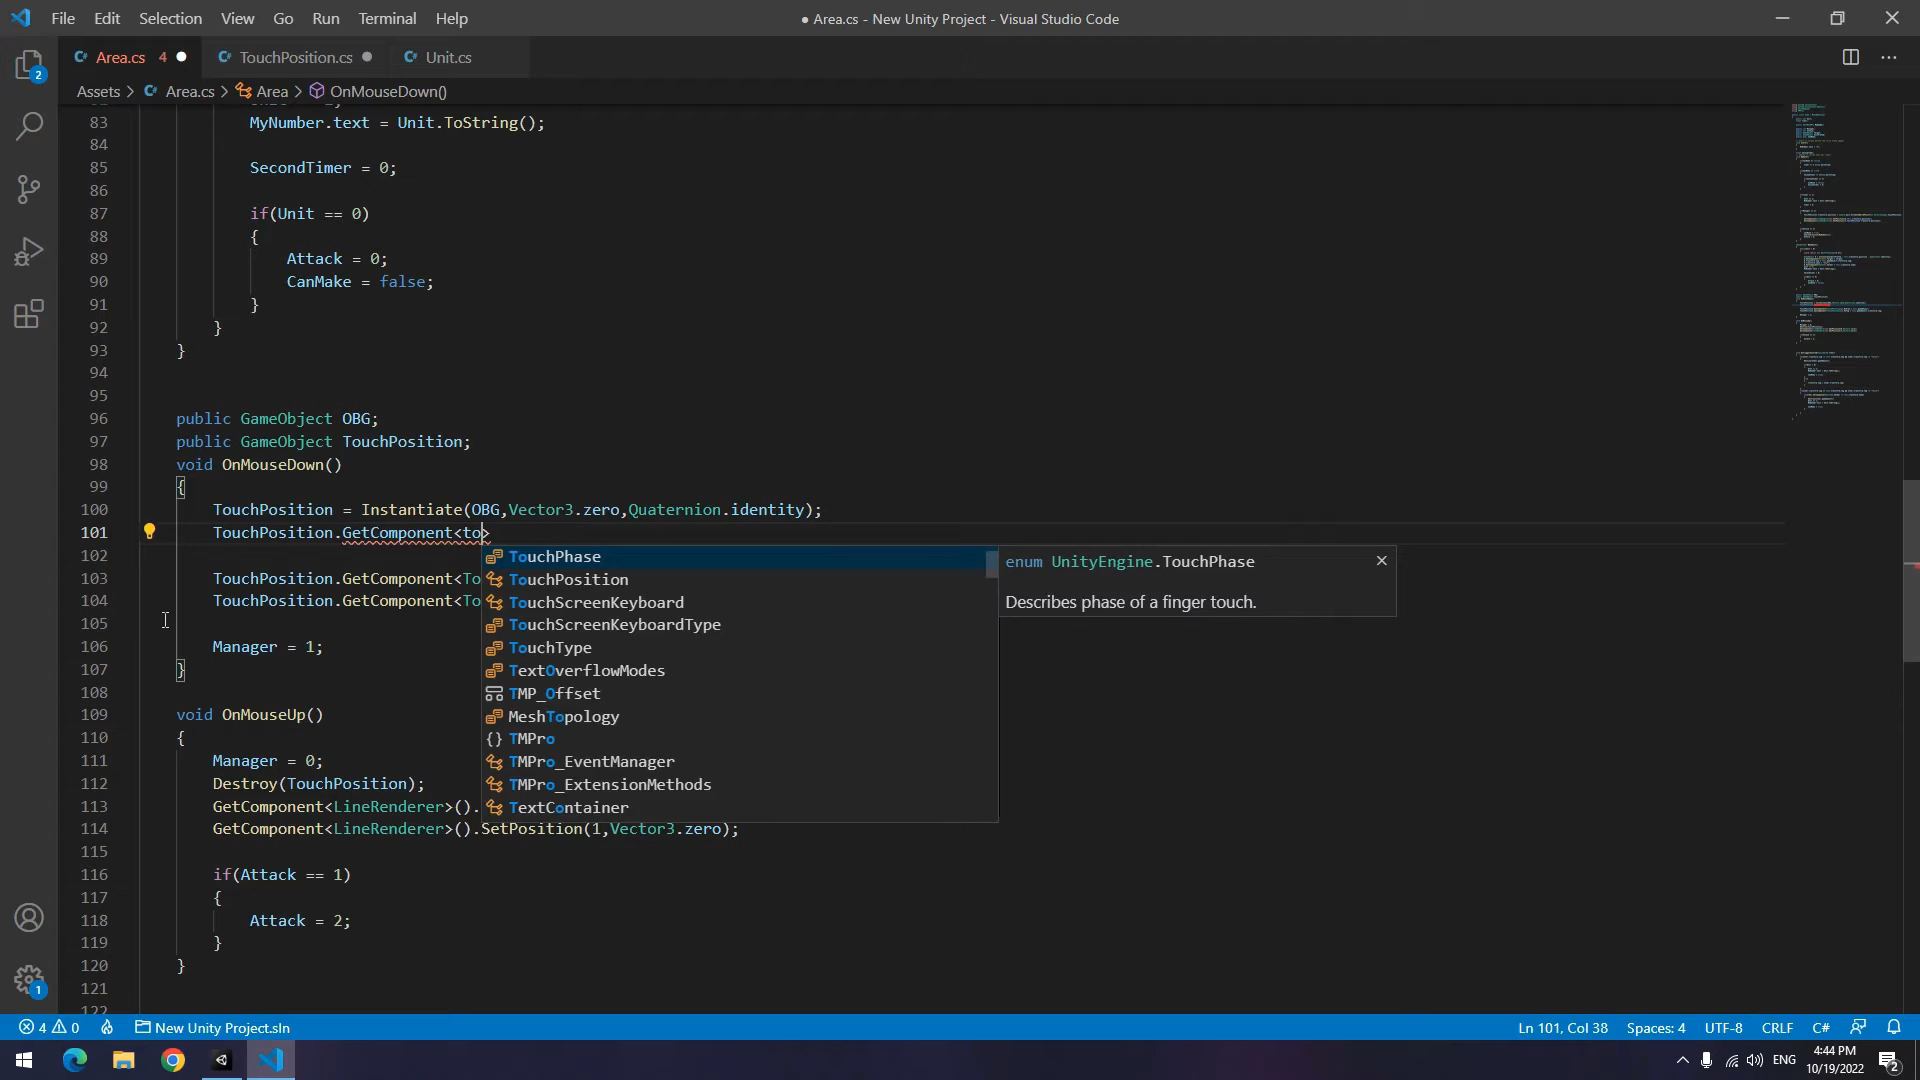 File Edit Selection View Go Run Terminal Help
● Area.cs - New Unity Project - Visual Studio Code
Area.cs 4 ● TouchPosition.cs ● Unit.cs
Assets > Area.cs > Area > OnMouseDown()
83 MyNumber.text = Unit.ToString();
84
85 SecondTimer = 0;
86
87 if(Unit == 0)
88 {
89 Attack = 0;
90 CanMake = false;
91 }
92 }
93 }
94
95
96 public GameObject OBG;
97 public GameObject TouchPosition;
98 void OnMouseDown()
99 {
100 TouchPosition = Instantiate(OBG,Vector3.zero,Quaternion.identity);
101 TouchPosition.GetComponent<to>
102
103 TouchPosition.GetComponent<To
104 TouchPosition.GetComponent<To
105
106 Manager = 1;
107 }
108
109 void OnMouseUp()
110 {
111 Manager = 0;
112 Destroy(TouchPosition);
113 GetComponent<LineRenderer>().
114 GetComponent<LineRenderer>().SetPosition(1,Vector3.zero);
115
116 if(Attack == 1)
117 {
118 Attack = 2;
119 }
120 }
121
122
TouchPhase
TouchPosition
TouchScreenKeyboard
TouchScreenKeyboardType
TouchType
TextOverflowModes
TMP_Offset
MeshTopology
{} TMPro
TMPro_EventManager
TMPro_ExtensionMethods
TextContainer
enum UnityEngine.TouchPhase
Describes phase of a finger touch.
2
1
4 0 New Unity Project.sln Ln 101, Col 38 Spaces: 4 UTF-8 CRLF C#
ENG 4:44 PM
10/19/2022
2